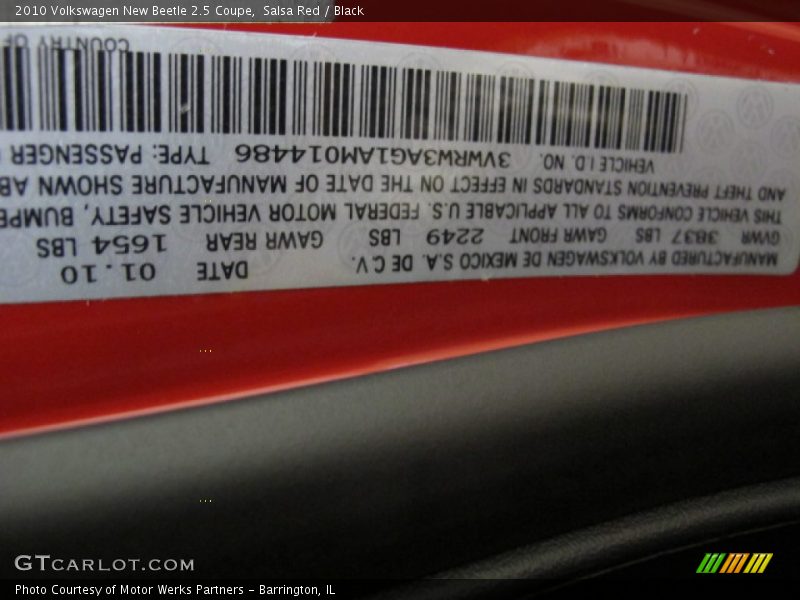 2010 Volkswagen New Beetle 2.5 Coupe, Salsa Red / Black
MANUFACTURED BY VOLKSWAGEN DE MEXICO S.A. DE C.V. DATE 01.10
GVWR 3837 LBS GAWR FRONT 2249 LBS GAWR REAR 1654 LBS
THIS VEHICLE CONFORMS TO ALL APPLICABLE U.S. FEDERAL MOTOR VEHICLE SAFETY, BUMPE
AND THEFT PREVENTION STANDARDS IN EFFECT ON THE DATE OF MANUFACTURE SHOWN AB
VEHICLE I.D. NO. 3VWRW3AG1AM014486 TYPE: PASSENGER
COUNTRY OF
GTCARLOT.COM
Photo Courtesy of Motor Werks Partners - Barrington, IL